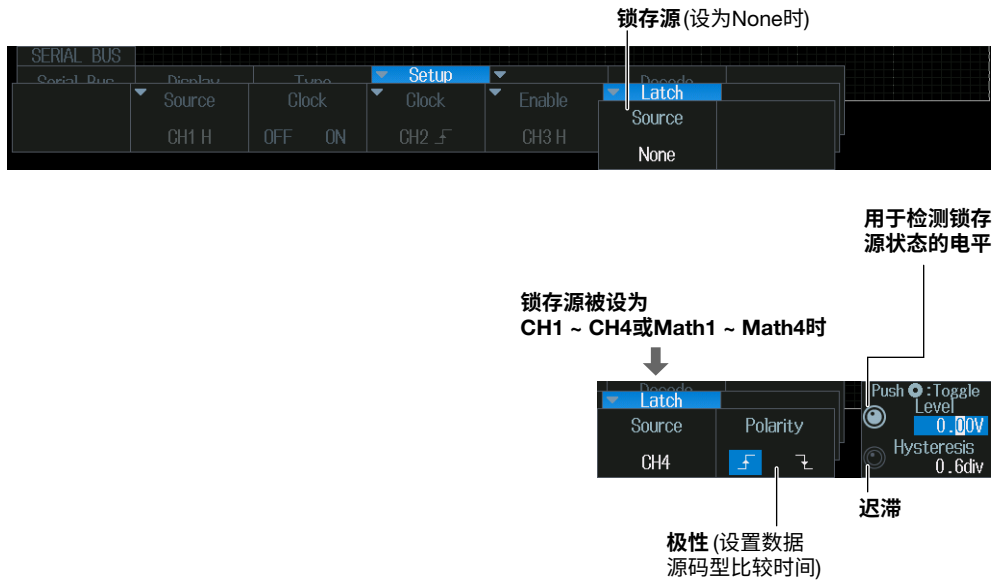 锁存源(设为None时)
SERIAL BUS
Serial Bus Display Type Setup Decode
Source Clock Clock Enable Latch
CH1 H OFF ON CH2 CH3 H Source
None
用于检测锁存
源状态的电平
锁存源被设为
CH1 ~ CH4或Math1 ~ Math4时
Decode
Latch
Source Polarity
CH4
Push :Toggle
Level
0.00V
Hysteresis
0.6div
迟滞
极性(设置数据
源码型比较时间)